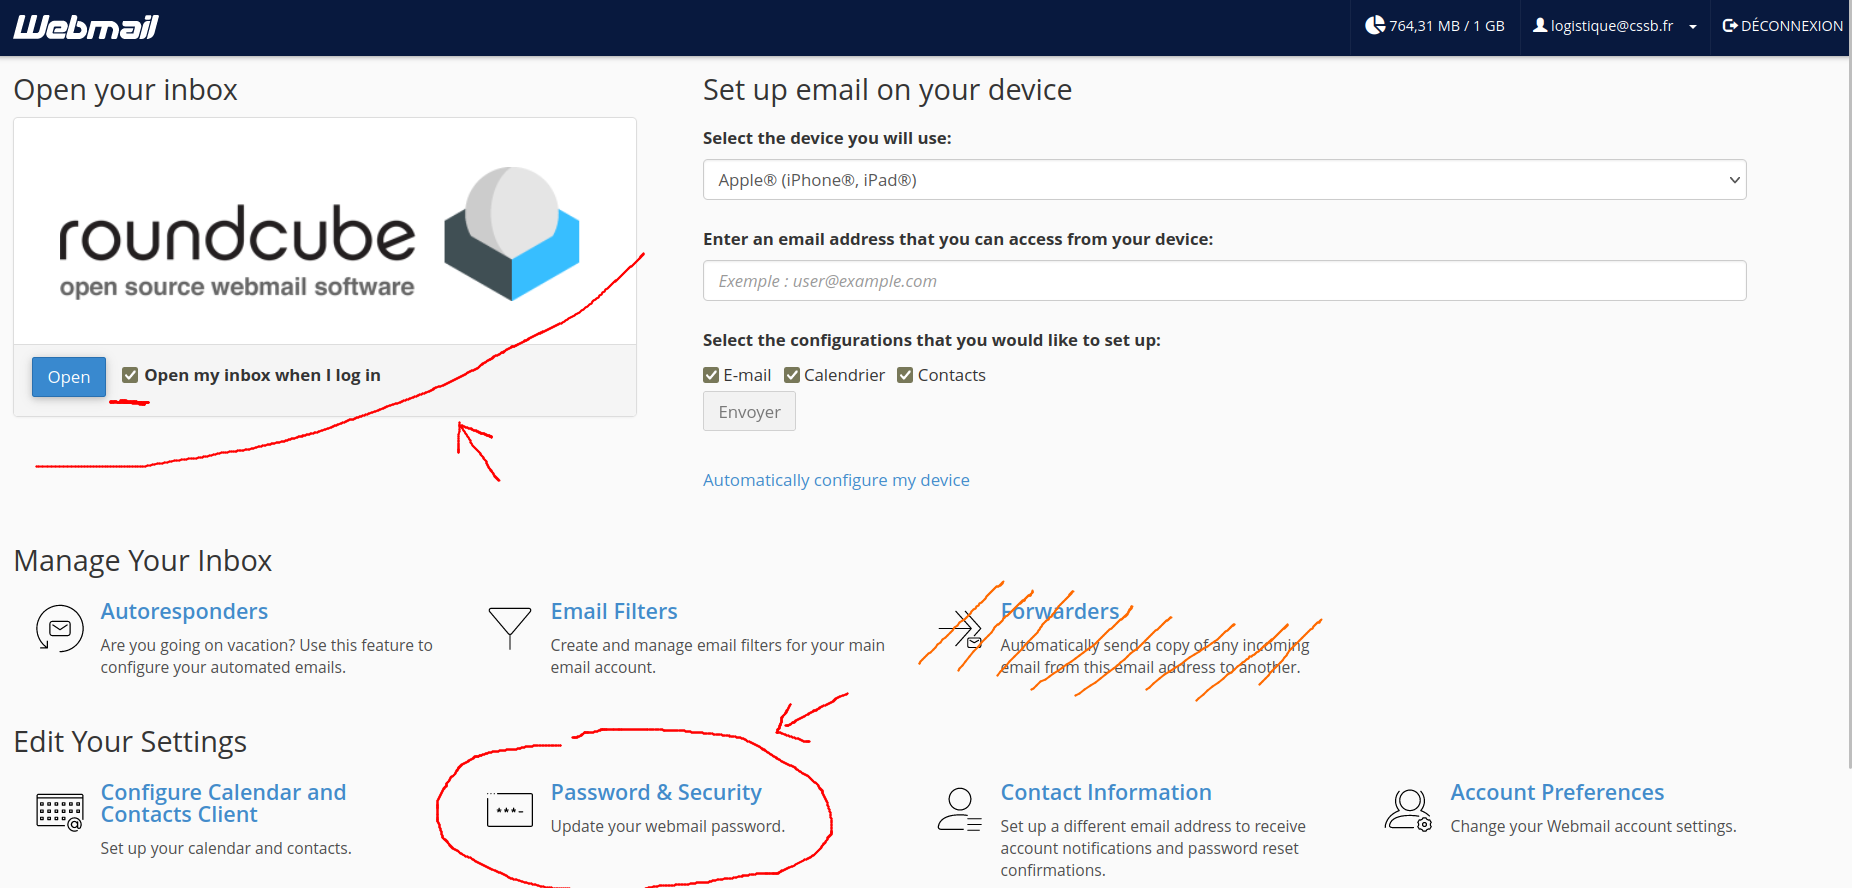 Webmail
764,31 MB / 1 GB
logistique@cssb.fr
DÉCONNEXION
Open your inbox
roundcube
open source webmail software
Open
Open my inbox when I log in
Set up email on your device
Select the device you will use:
Apple® (iPhone®, iPad®)
Enter an email address that you can access from your device:
Exemple : user@example.com
Select the configurations that you would like to set up:
E-mail
Calendrier
Contacts
Envoyer
Automatically configure my device
Manage Your Inbox
Autoresponders
Are you going on vacation? Use this feature to
configure your automated emails.
Email Filters
Create and manage email filters for your main
email account.
Forwarders
Automatically send a copy of any incoming
email from this email address to another.
Edit Your Settings
Configure Calendar and
Contacts Client
Set up your calendar and contacts.
***-
Password & Security
Update your webmail password.
Contact Information
Set up a different email address to receive
account notifications and password reset
confirmations.
Account Preferences
Change your Webmail account settings.